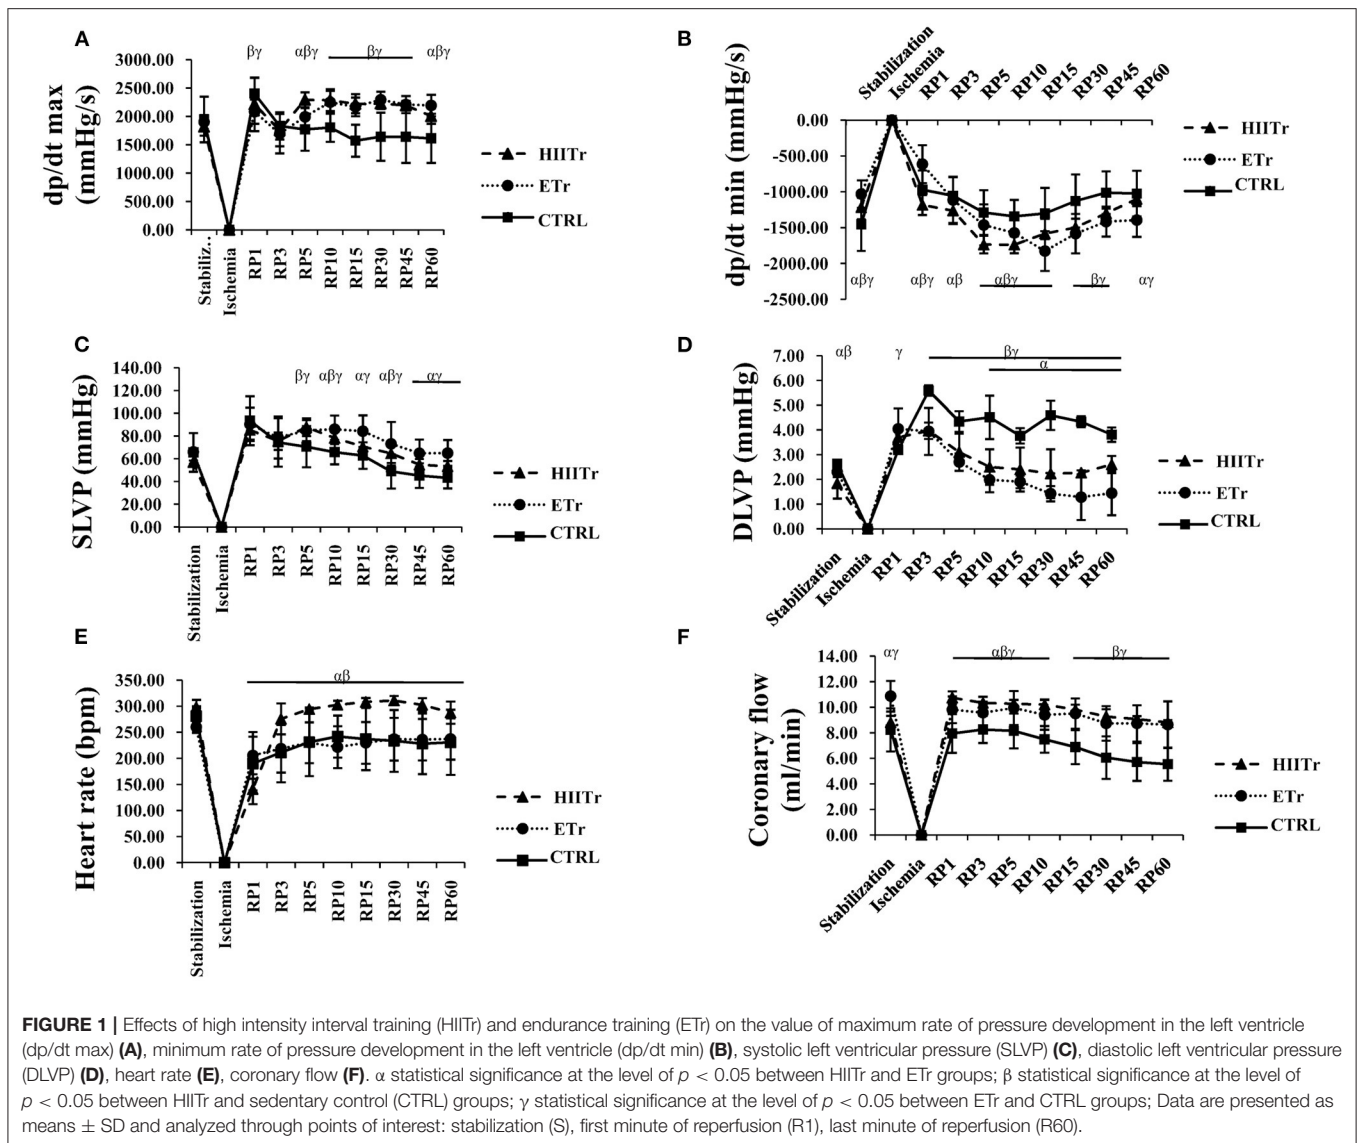 A
βγ αβγ βγ αβγ
dp/dt max
(mmHg/s)
3000.00
2500.00
2000.00
1500.00
1000.00
500.00
0.00
Stabiliz…
Ischemia
RP1
RP3
RP5
RP10
RP15
RP30
RP45
RP60
HIITr
ETr
CTRL
B
Stabilization
Ischemia
RP1
RP3
RP5
RP10
RP15
RP30
RP45
RP60
dp/dt min (mmHg/s)
0.00
-500.00
-1000.00
-1500.00
-2000.00
-2500.00
αβγ αβγ αβ αβγ βγ αγ
HIITr
ETr
CTRL
C
βγ αβγ αγ αβγ αγ
SLVP (mmHg)
140.00
120.00
100.00
80.00
60.00
40.00
20.00
0.00
Stabilization
Ischemia
RP1
RP3
RP5
RP10
RP15
RP30
RP45
RP60
HIITr
ETr
CTRL
D
αβ γ βγ
α
DLVP (mmHg)
7.00
6.00
5.00
4.00
3.00
2.00
1.00
0.00
Stabilization
Ischemia
RP1
RP3
RP5
RP10
RP15
RP30
RP45
RP60
HIITr
ETr
CTRL
E
αβ
Heart rate (bpm)
350.00
300.00
250.00
200.00
150.00
100.00
50.00
0.00
Stabilization
Ischemia
RP1
RP3
RP5
RP10
RP15
RP30
RP45
RP60
HIITr
ETr
CTRL
F
αγ αβγ βγ
Coronary flow
ml/min)
14.00
12.00
10.00
8.00
6.00
4.00
2.00
0.00
Stabilization
Ischemia
RP1
RP3
RP5
RP10
RP15
RP30
RP45
RP60
HIITr
ETr
CTRL
FIGURE 1 | Effects of high intensity interval training (HIITr) and endurance training (ETr) on the value of maximum rate of pressure development in the left ventricle
(dp/dt max) (A), minimum rate of pressure development in the left ventricle (dp/dt min) (B), systolic left ventricular pressure (SLVP) (C), diastolic left ventricular pressure
(DLVP) (D), heart rate (E), coronary flow (F). α statistical significance at the level of p < 0.05 between HIITr and ETr groups; β statistical significance at the level of
p < 0.05 between HIITr and sedentary control (CTRL) groups; γ statistical significance at the level of p < 0.05 between ETr and CTRL groups; Data are presented as
means ± SD and analyzed through points of interest: stabilization (S), first minute of reperfusion (R1), last minute of reperfusion (R60).